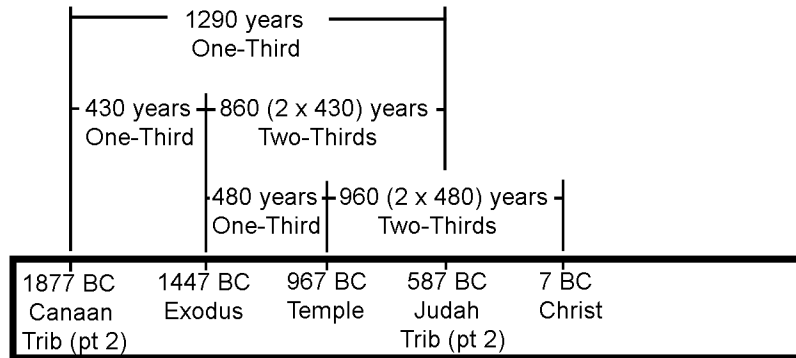 1290 years
One-Third
430 years 860 (2 x 430) years
One-Third Two-Thirds
480 years 960 (2 x 480) years
One-Third Two-Thirds
1877 BC 1447 BC 967 BC 587 BC 7 BC
Canaan Exodus Temple Judah Christ
Trib (pt 2) Trib (pt 2)